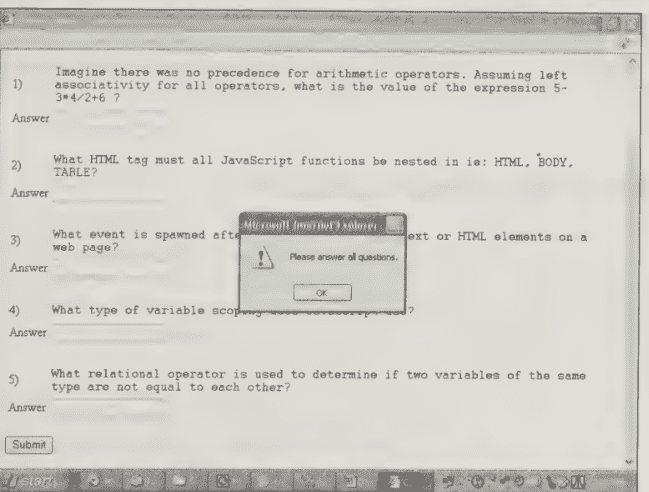 1) Imagine there was no precedence for arithmetic operators. Assuming left
associativity for all operators, what is the value of the expression 5-
3*4/2+6 ?
Answer
2) What HTML tag must all JavaScript functions be nested in ie: HTML, BODY,
TABLE?
Answer
Microsoft Internet Explorer
3) What event is spawned afte ext or HTML elements on a
web page?
Please answer all questions.
Answer
OK
4) What type of variable scoping does JavaScript use?
Answer
5) What relational operator is used to determine if two variables of the same
type are not equal to each other?
Answer
Submit
start